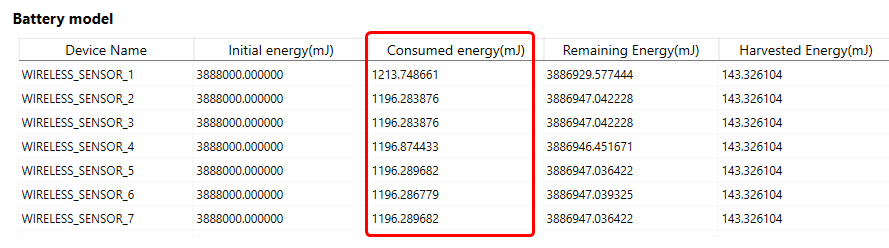 Battery model
Device Name Initial energy(mJ) Consumed energy(mJ) Remaining Energy(mJ) Harvested Energy(mJ)
WIRELESS_SENSOR_1 3888000.000000 1213.748661 3886929.577444 143.326104
WIRELESS_SENSOR_2 3888000.000000 1196.283876 3886947.042228 143.326104
WIRELESS_SENSOR_3 3888000.000000 1196.283876 3886947.042228 143.326104
WIRELESS_SENSOR_4 3888000.000000 1196.874433 3886946.451671 143.326104
WIRELESS_SENSOR_5 3888000.000000 1196.289682 3886947.036422 143.326104
WIRELESS_SENSOR_6 3888000.000000 1196.286779 3886947.039325 143.326104
WIRELESS_SENSOR_7 3888000.000000 1196.289682 3886947.036422 143.326104